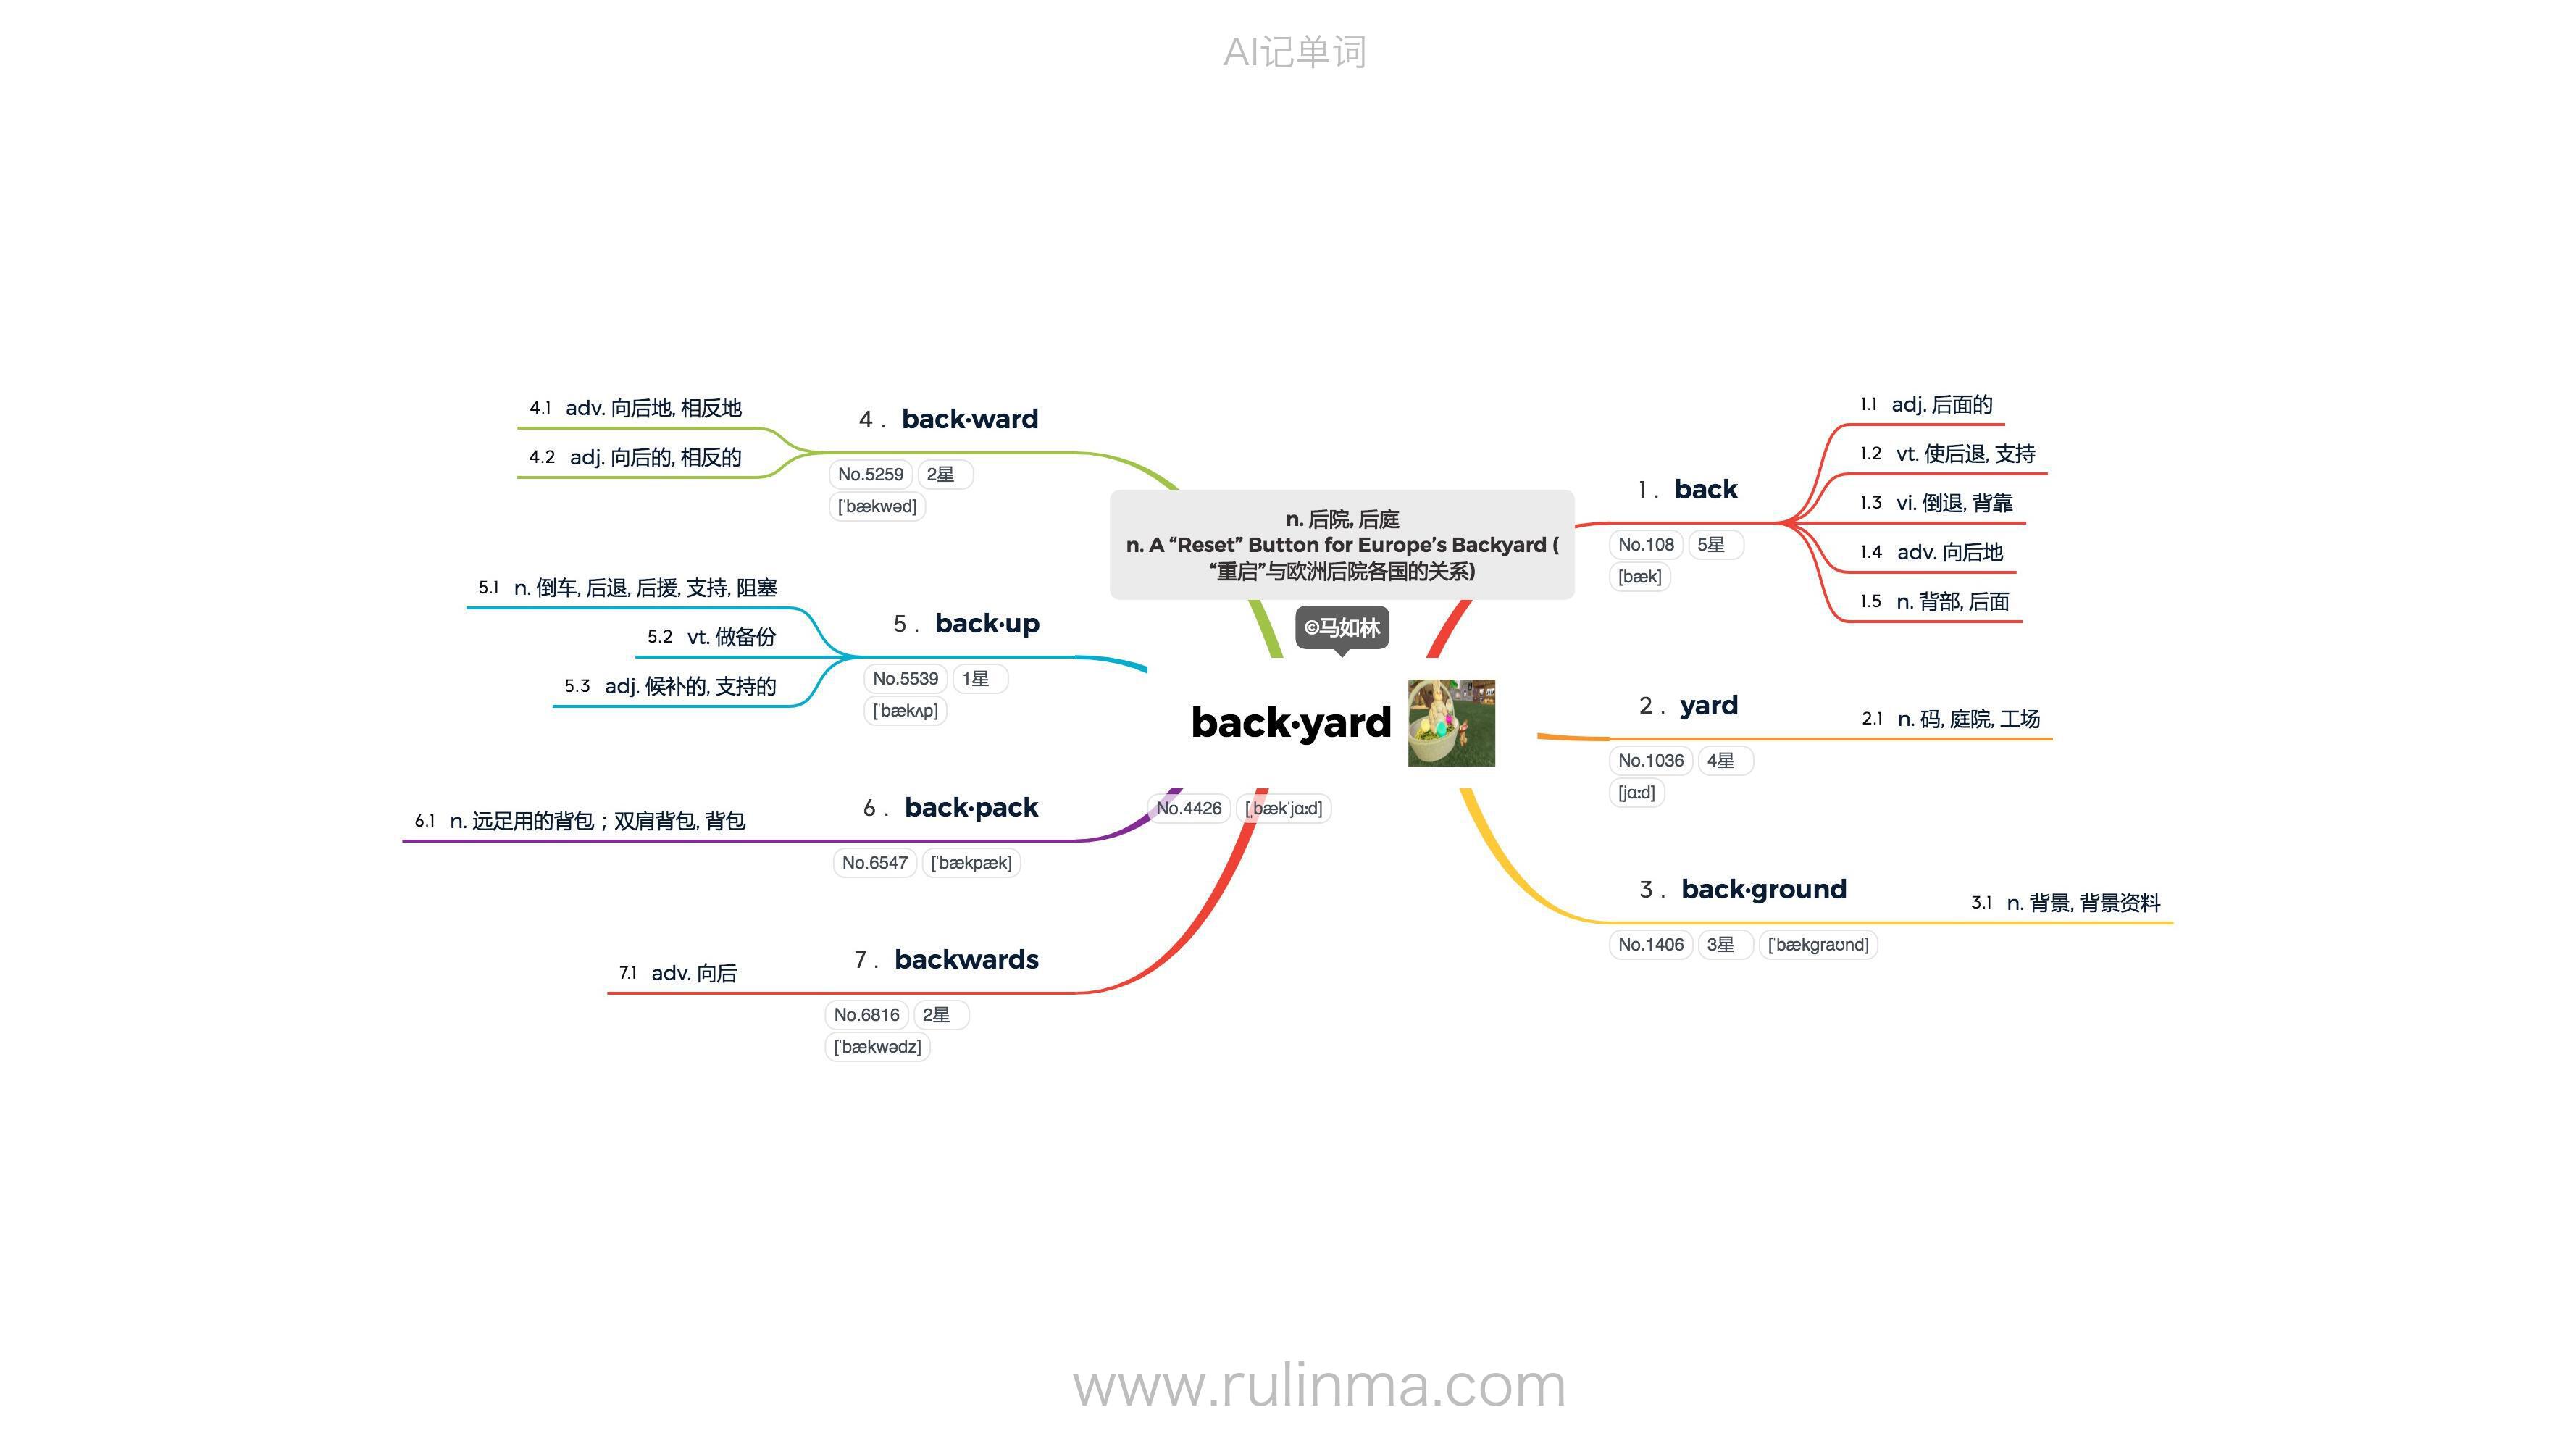 AI记单词
n. 后院, 后庭
n. A “Reset” Button for Europe’s Backyard (
“重启”与欧洲后院各国的关系)
©马如林
back·yard
No.4426 [ˌbækˈjɑːd]
1. back
No.108 5星
[bæk]
1.1 adj. 后面的
1.2 vt. 使后退, 支持
1.3 vi. 倒退, 背靠
1.4 adv. 向后地
1.5 n. 背部, 后面
2. yard
No.1036 4星
[jɑːd]
2.1 n. 码, 庭院, 工场
3. back·ground
No.1406 3星 [ˈbækgraʊnd]
3.1 n. 背景, 背景资料
4. back·ward
No.5259 2星
[ˈbækwəd]
4.1 adv. 向后地, 相反地
4.2 adj. 向后的, 相反的
5. back·up
No.5539 1星
[ˈbækʌp]
5.1 n. 倒车, 后退, 后援, 支持, 阻塞
5.2 vt. 做备份
5.3 adj. 候补的, 支持的
6. back·pack
No.6547 [ˈbækpæk]
6.1 n. 远足用的背包；双肩背包, 背包
7. backwards
No.6816 2星
[ˈbækwədz]
7.1 adv. 向后
www.rulinma.com